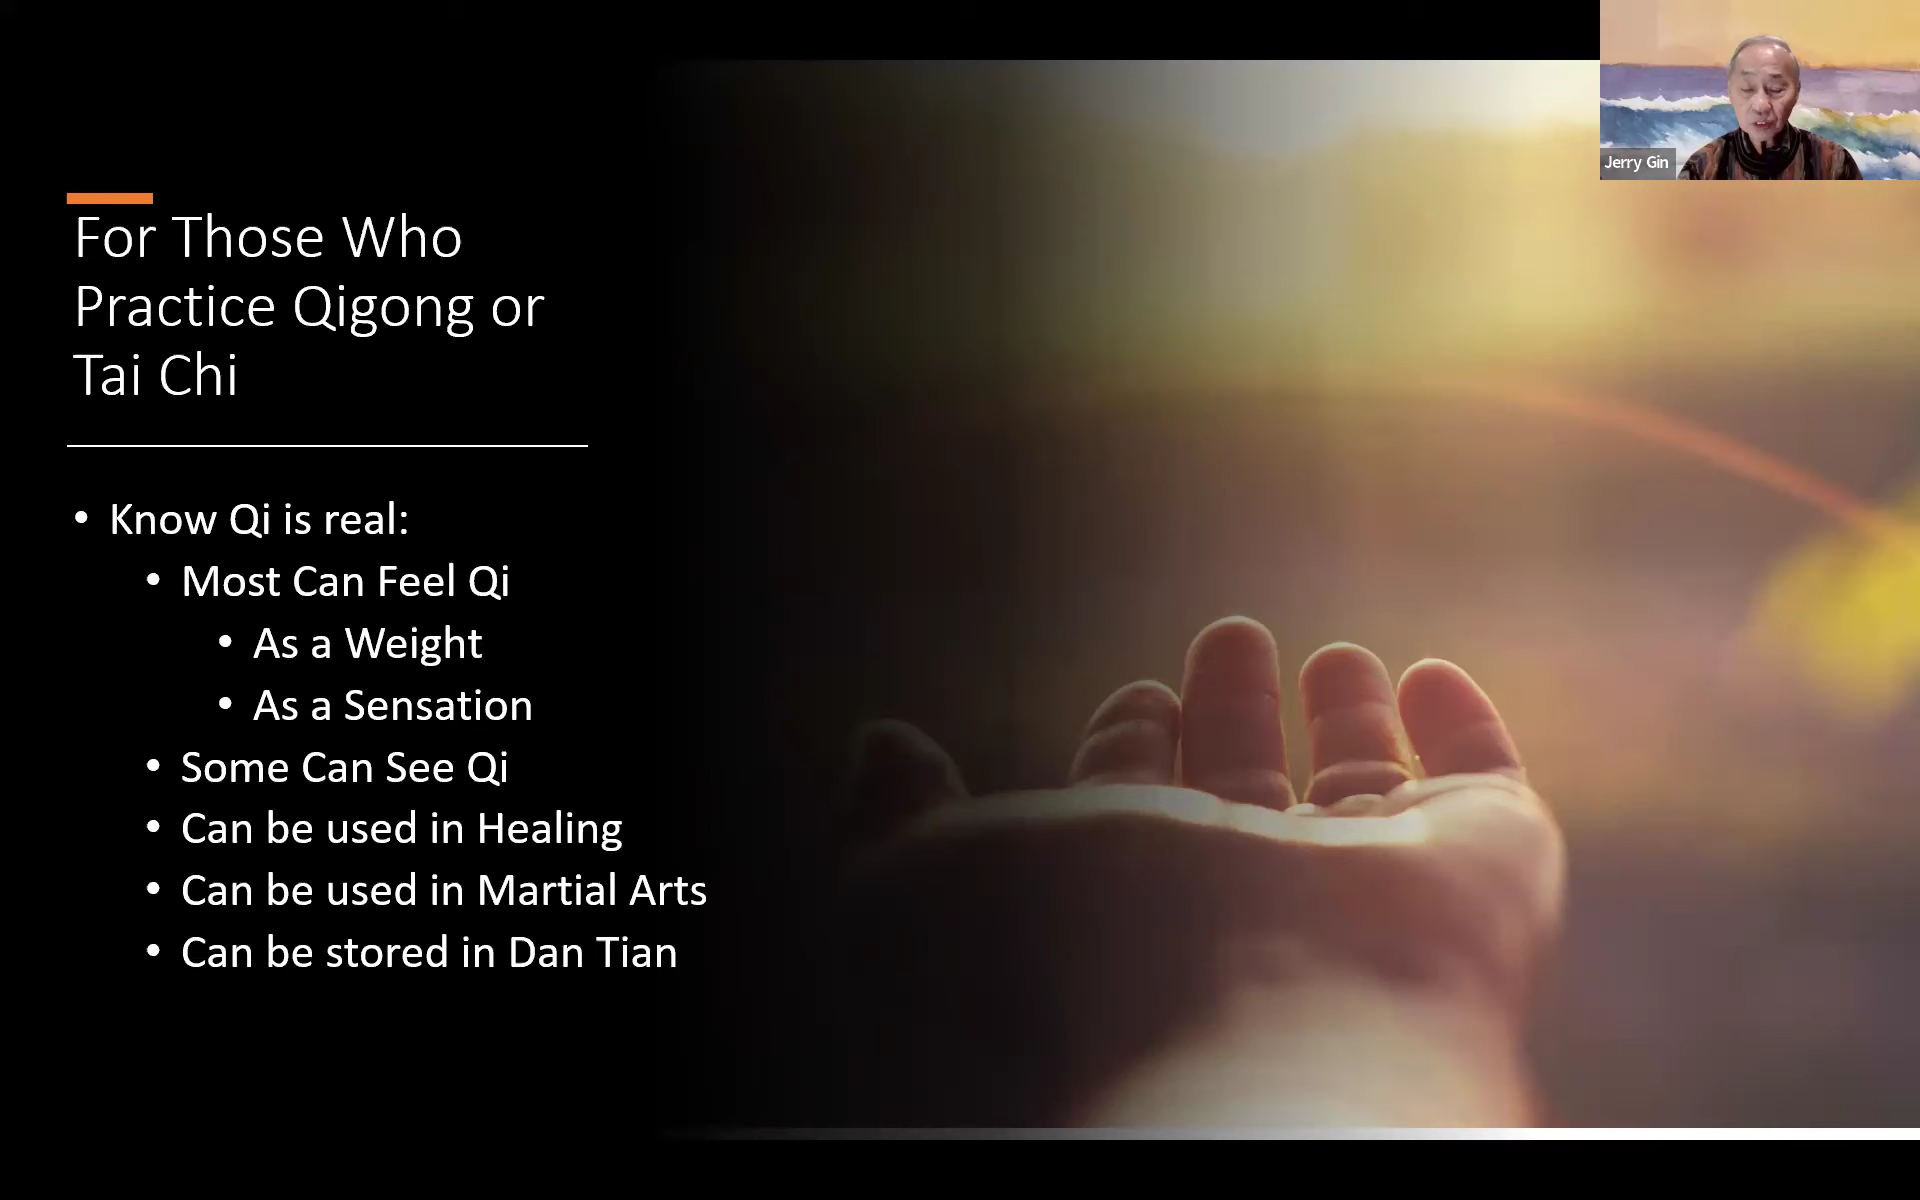 For Those Who
Practice Qigong or
Tai Chi
• Know Qi is real:
• Most Can Feel Qi
• As a Weight
• As a Sensation
• Some Can See Qi
• Can be used in Healing
• Can be used in Martial Arts
• Can be stored in Dan Tian
Jerry Gin